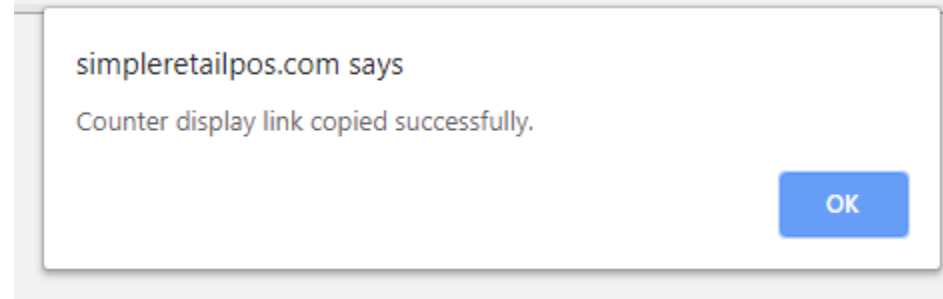 simpleretailpos.com says
Counter display link copied successfully.
OK